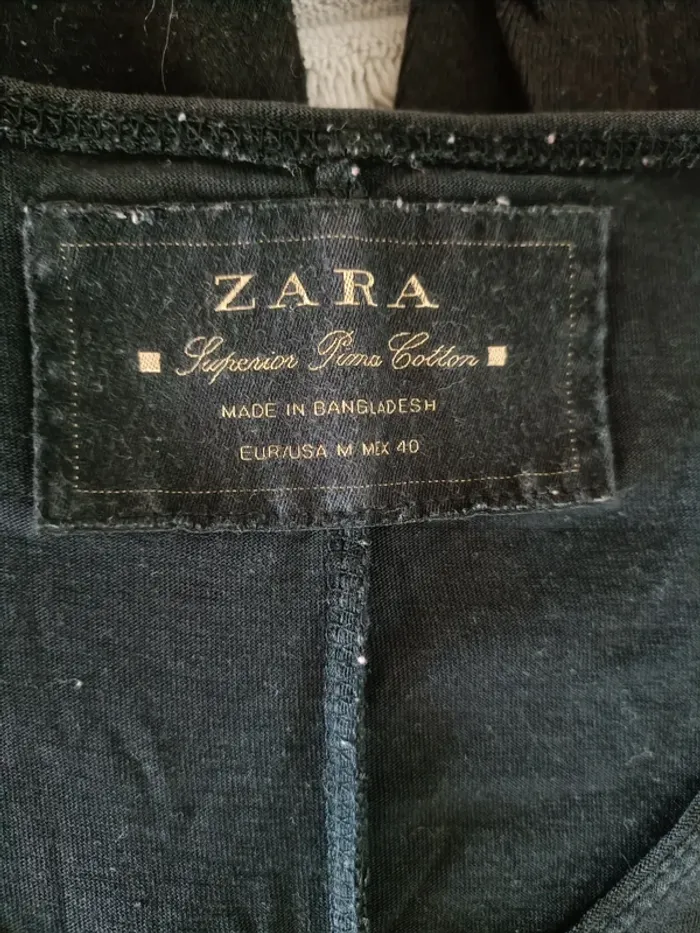 ZARA
Superior Pima Cotton
MADE IN BANGLADESH
EUR/USA M MEX 40